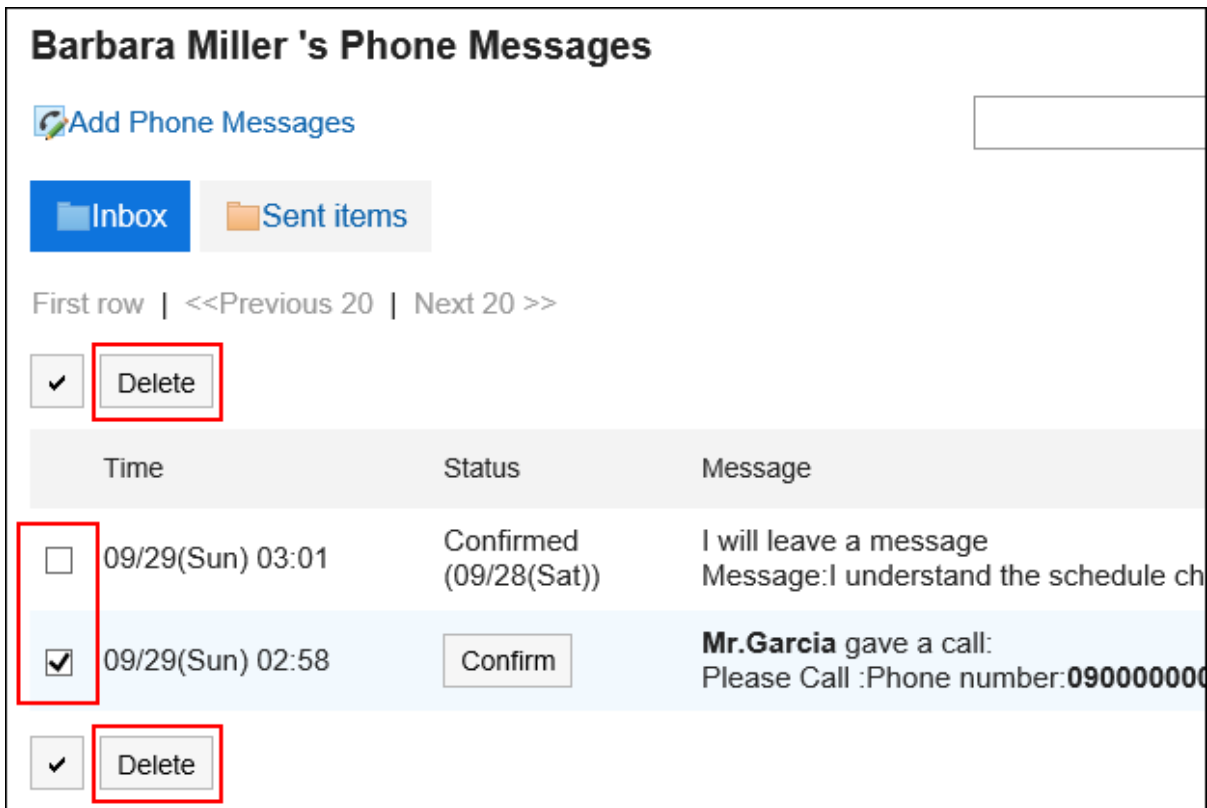 Barbara Miller 's Phone Messages
Add Phone Messages
Inbox Sent items
First row | <<Previous 20 | Next 20 >>
Delete
Time Status Message
09/29(Sun) 03:01 Confirmed (09/28(Sat)) I will leave a message
Message:I understand the schedule ch
09/29(Sun) 02:58 Confirm Mr.Garcia gave a call:
Please Call :Phone number:090000000
Delete